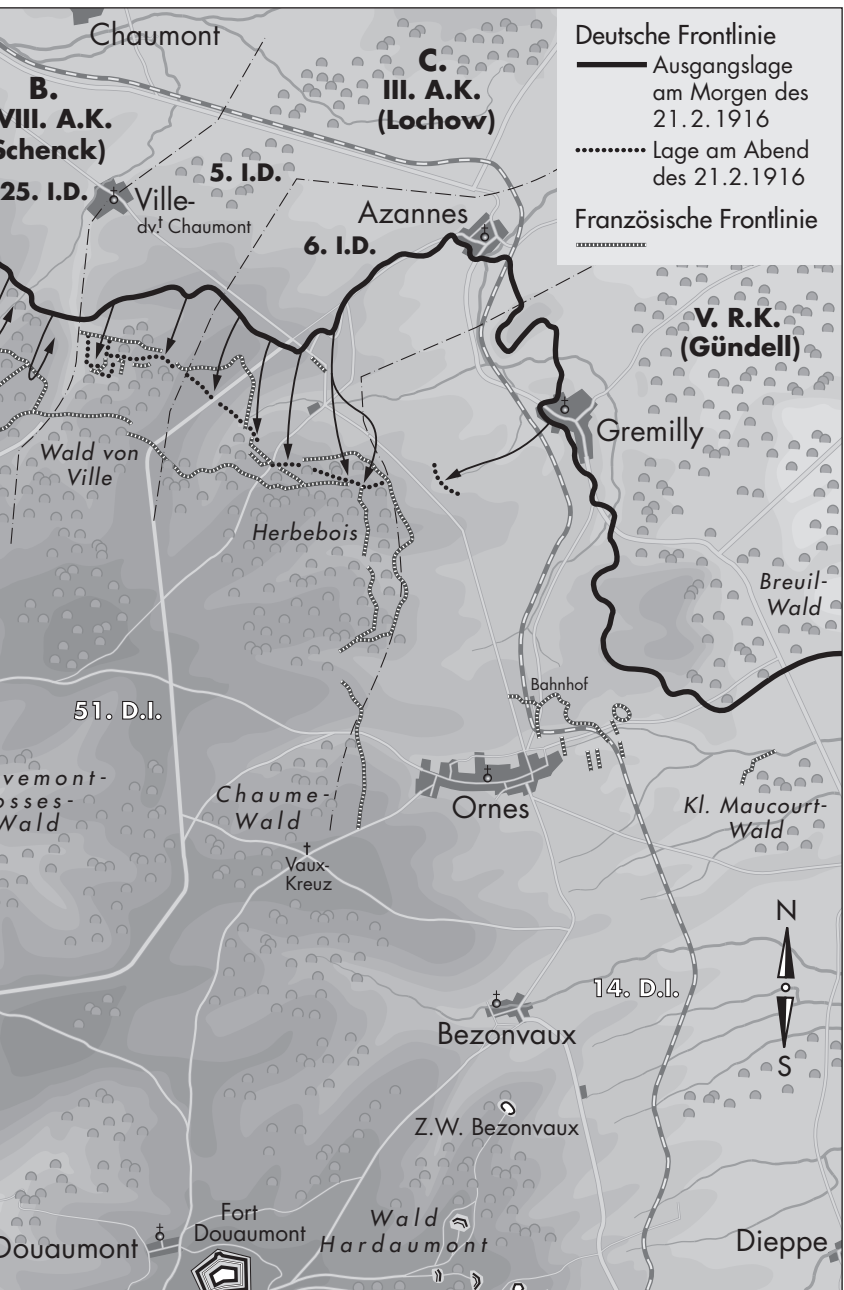 Chaumont
Deutsche Frontlinie
Ausgangslage
am Morgen des
21.2.1916
Lage am Abend
des 21.2.1916
Französische Frontlinie
B.
VIII. A.K.
Schenck)
25. I.D.
C.
III. A.K.
(Lochow)
5. I.D.
Ville-
dv.t Chaumont
Azannes
6. I.D.
V. R.K.
(Gündell)
Gremilly
Wald von
Ville
Herbebois
Breuil-
Wald
Bahnhof
51. D.I.
vemont-
osses-
Wald
Chaume-
Wald
Ornes
Kl. Maucourt-
Wald
Vaux-
Kreuz
N
S
14. D.I.
Bezonvaux
Z.W. Bezonvaux
Fort
Douaumont
Wald
Hardaumont
Douaumont
Dieppe